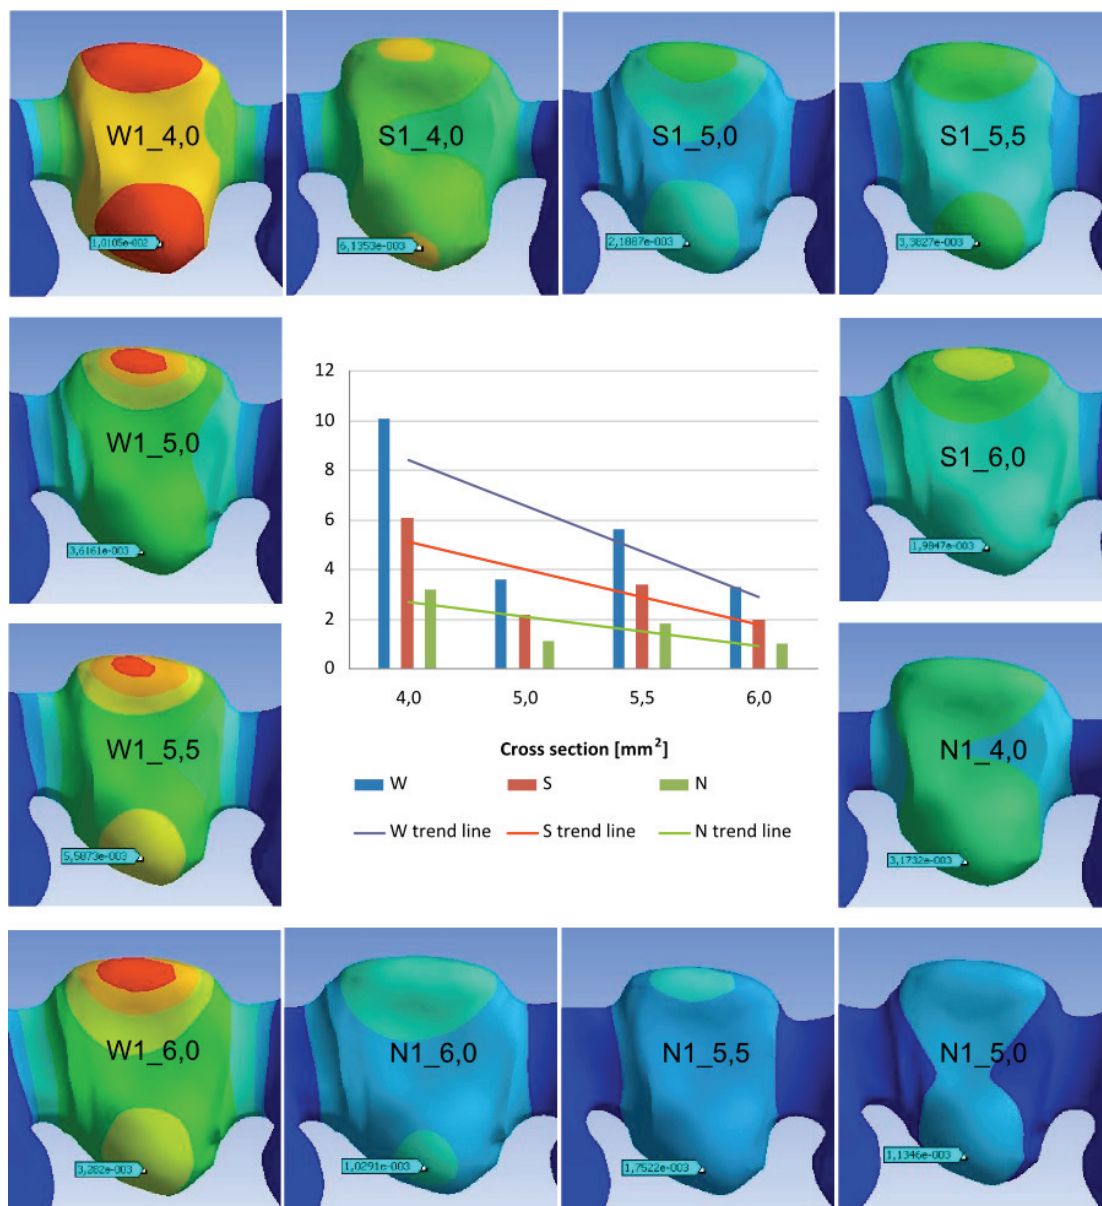 W1_4,0
1,0105e-002
S1_4,0
6,1353e-003
S1_5,0
2,1887e-003
S1_5,5
3,3827e-003
W1_5,0
3,6161e-003
12
10
8
6
4
2
0
4,0 5,0 5,5 6,0
Cross section [mm²]
W S N
W trend line S trend line N trend line
S1_6,0
1,9847e-003
W1_5,5
5,5873e-003
N1_4,0
3,1732e-003
W1_6,0
3,282e-003
N1_6,0
1,0291e-003
N1_5,5
1,7522e-003
N1_5,0
1,1346e-003